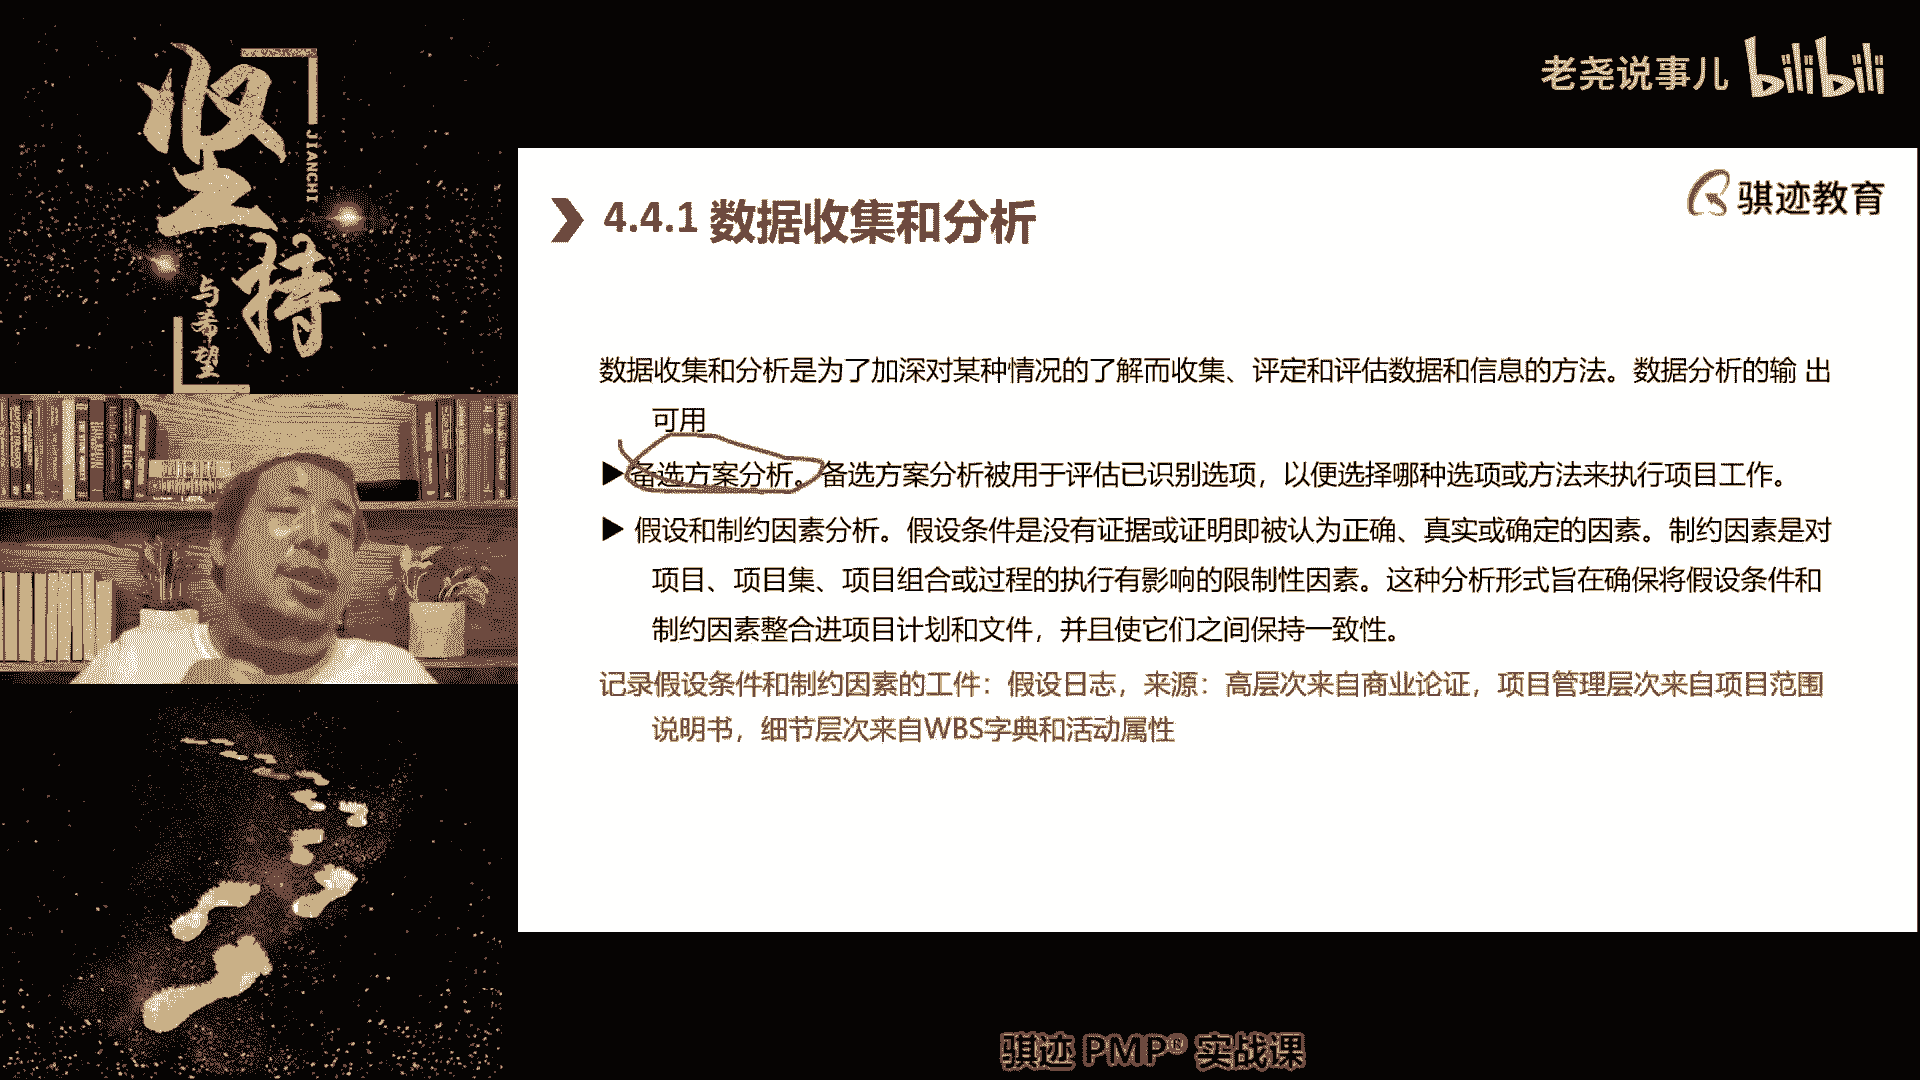 坚持
JIANCHI
与希望
老尧说事儿 bilibili
骐迹教育
4.4.1 数据收集和分析
数据收集和分析是为了加深对某种情况的了解而收集、评定和评估数据和信息的方法。数据分析的输 出
可用
▶备选方案分析。备选方案分析被用于评估已识别选项，以便选择哪种选项或方法来执行项目工作。
▶ 假设和制约因素分析。假设条件是没有证据或证明即被认为正确、真实或确定的因素。制约因素是对
项目、项目集、项目组合或过程的执行有影响的限制性因素。这种分析形式旨在确保将假设条件和
制约因素整合进项目计划和文件，并且使它们之间保持一致性。
记录假设条件和制约因素的工件：假设日志，来源：高层次来自商业论证，项目管理层次来自项目范围
说明书，细节层次来自WBS字典和活动属性
骐迹 PMP® 实战课